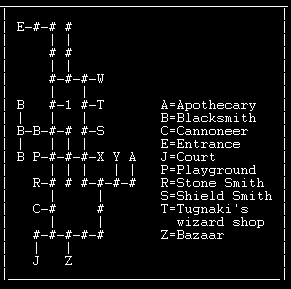 E-#-# #
| |
# #
| |
#-#-#-W
| |
B #-1 #-T A=Apothecary
| | | | B=Blacksmith
B-B-#-# #-S C=Cannoneer
| | | | E=Entrance
B P-#-#-#-X Y A J=Court
| | | | | P=Playground
R-# # #-#-#-# R=Stone Smith
| | S=Shield Smith
C-# # T=Tugnaki's
| | wizard shop
#-#-#-#-# Z=Bazaar
| |
J Z